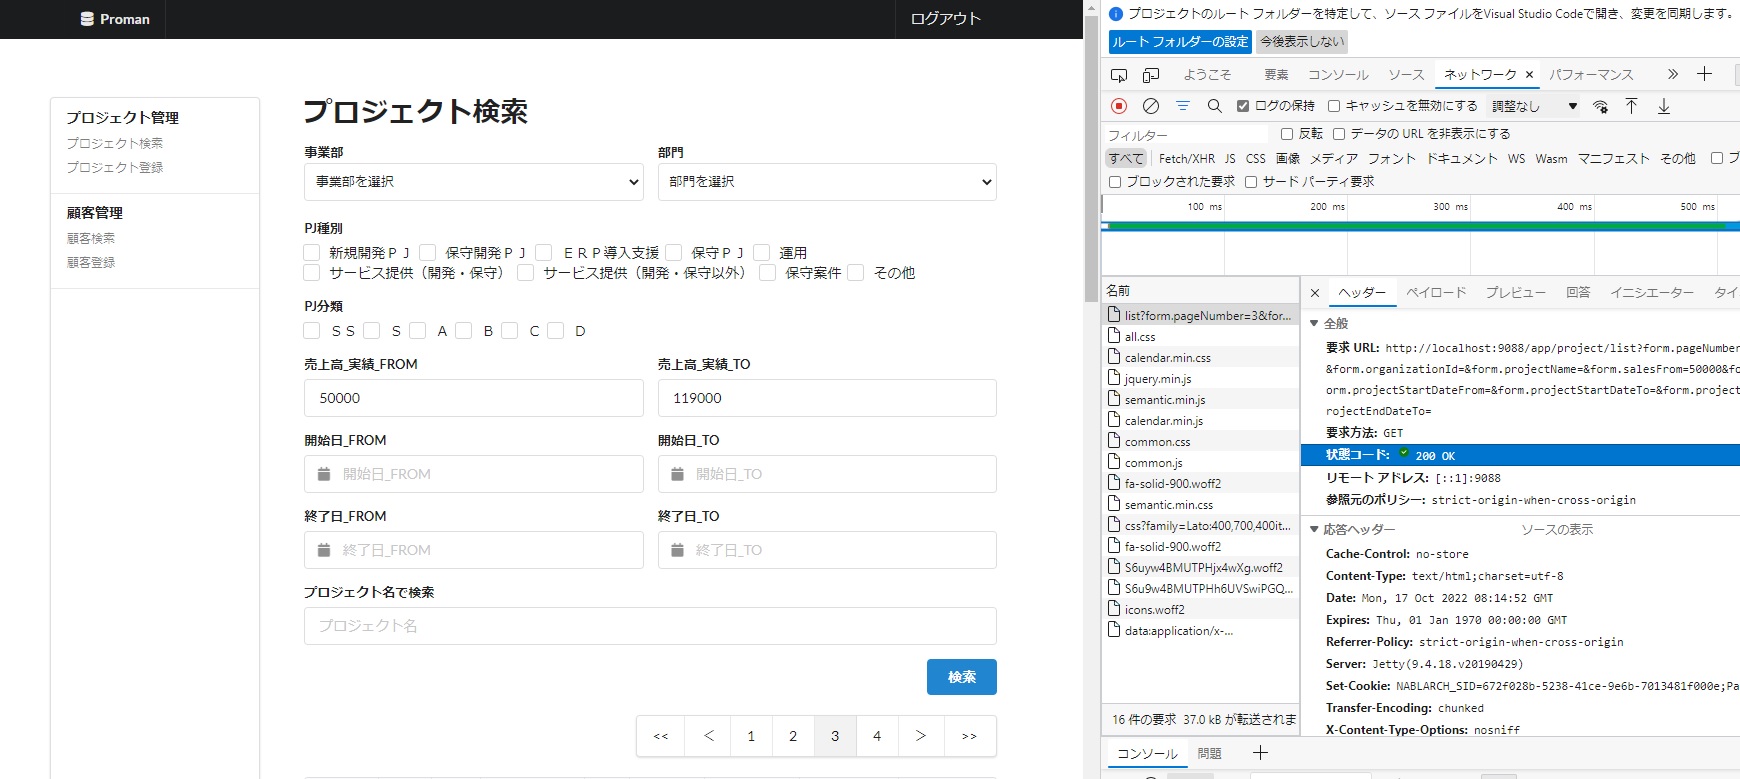 Proman
ログアウト
プロジェクト管理
プロジェクト検索
プロジェクト登録
顧客管理
顧客検索
顧客登録
プロジェクト検索
事業部 部門
事業部を選択 部門を選択
PJ種別
新規開発ＰＪ 保守開発ＰＪ ＥＲＰ導入支援 保守ＰＪ 運用
サービス提供（開発・保守） サービス提供（開発・保守以外） 保守案件 その他
PJ分類
ＳＳ Ｓ Ａ Ｂ Ｃ Ｄ
売上高_実績_FROM 売上高_実績_TO
50000 119000
開始日_FROM 開始日_TO
開始日_FROM 開始日_TO
終了日_FROM 終了日_TO
終了日_FROM 終了日_TO
プロジェクト名で検索
プロジェクト名
検索
<< < 1 2 3 4 > >>
プロジェクトのルート フォルダーを特定して、ソース ファイルをVisual Studio Codeで開き、変更を同期します。
ルート フォルダーの設定 今後表示しない
ようこそ 要素 コンソール ソース ネットワーク × パフォーマンス
ログの保持 キャッシュを無効にする 調整なし
フィルター 反転 データの URL を非表示にする
すべて Fetch/XHR JS CSS 画像 メディア フォント ドキュメント WS Wasm マニフェスト その他 ブ
ブロックされた要求 サード パーティ要求
100 ms 200 ms 300 ms 400 ms 500 ms
名前
list?form.pageNumber=3&for...
all.css
calendar.min.css
jquery.min.js
semantic.min.js
calendar.min.js
common.css
common.js
fa-solid-900.woff2
semantic.min.css
css?family=Lato:400,700,400it...
fa-solid-900.woff2
S6uyw4BMUTPHjx4wXg.woff2
S6u9w4BMUTPHh6UVSwiPGQ...
icons.woff2
data:application/x-...
16 件の要求 37.0 kB が転送されま
× ヘッダー ペイロード プレビュー 回答 イニシエーター タイ
全般
要求 URL: http://localhost:9088/app/project/list?form.pageNumber
&form.organizationId=&form.projectName=&form.salesFrom=50000&fo
orm.projectStartDateFrom=&form.projectStartDateTo=&form.project
rojectEndDateTo=
要求方法: GET
状態コード: 200 OK
リモート アドレス: [::1]:9088
参照元のポリシー: strict-origin-when-cross-origin
応答ヘッダー ソースの表示
Cache-Control: no-store
Content-Type: text/html;charset=utf-8
Date: Mon, 17 Oct 2022 08:14:52 GMT
Expires: Thu, 01 Jan 1970 00:00:00 GMT
Referrer-Policy: strict-origin-when-cross-origin
Server: Jetty(9.4.18.v20190429)
Set-Cookie: NABLARCH_SID=672f028b-5238-41ce-9e6b-7013481f000e;Pa
Transfer-Encoding: chunked
X-Content-Type-Options: nosniff
コンソール 問題